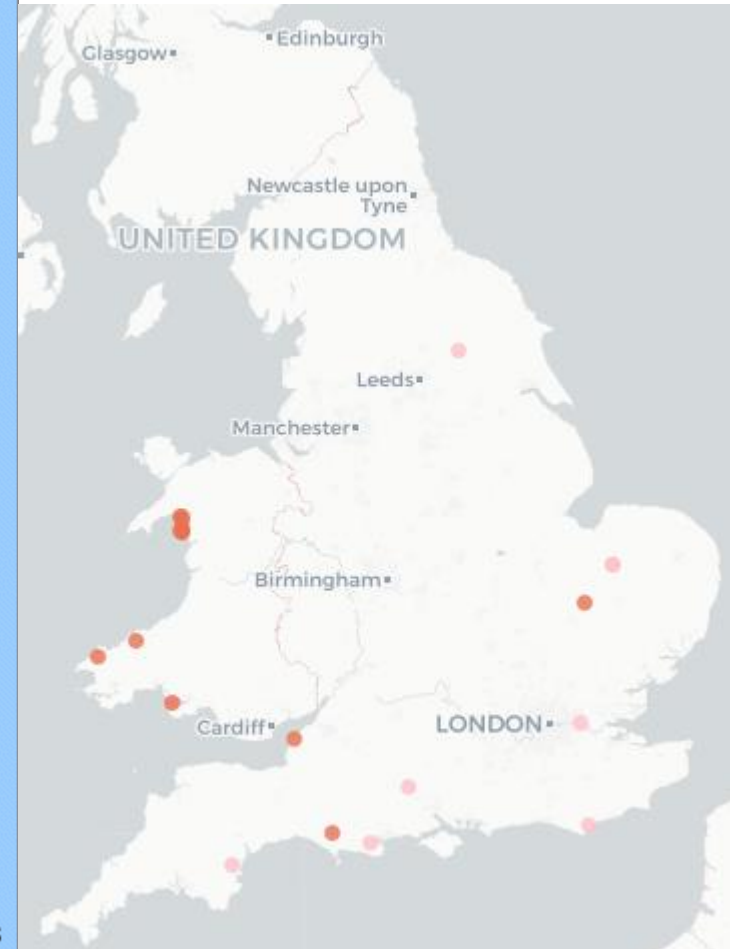 Edinburgh
Glasgow
Newcastle upon
Tyne
UNITED KINGDOM
Leeds
Manchester
Birmingham
Cardiff
LONDON